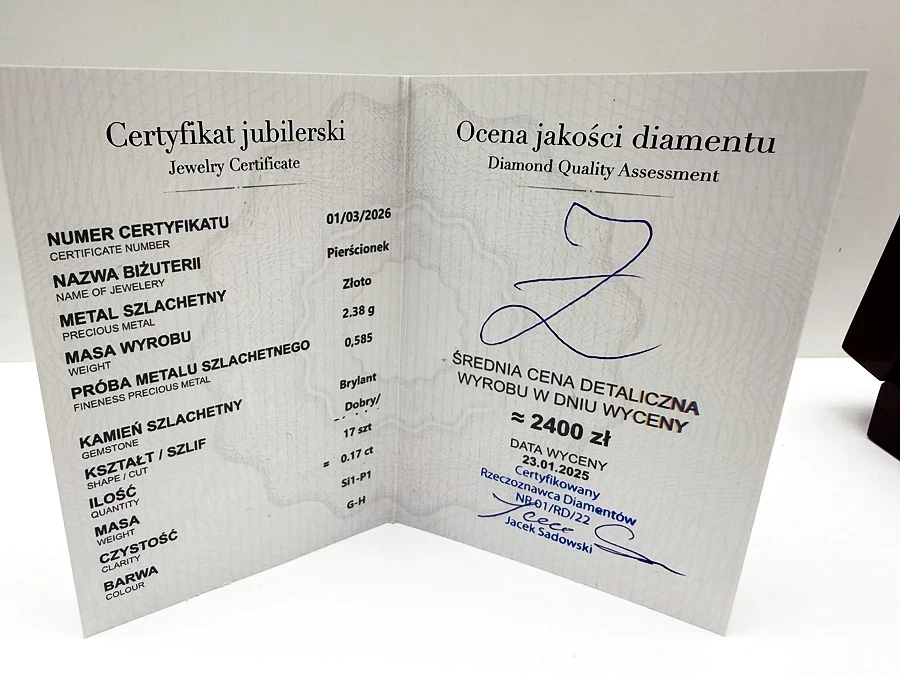 Certyfikat jubilerski
Jewelry Certificate
NUMER CERTYFIKATU 01/03/2026
CERTIFICATE NUMBER
NAZWA BIŻUTERII Pierścionek
NAME OF JEWELERY
METAL SZLACHETNY Złoto
PRECIOUS METAL
MASA WYROBU 2.38 g
WEIGHT
PRÓBA METALU SZLACHETNEGO 0,585
FINENESS PRECIOUS METAL
KAMIEŃ SZLACHETNY Brylant
GEMSTONE
KSZTAŁT / SZLIF Dobry/
SHAPE / CUT
ILOŚĆ 17 szt
QUANTITY
MASA ≈ 0.17 ct
WEIGHT
CZYSTOŚĆ Si1-P1
CLARITY
BARWA G-H
COLOUR
Ocena jakości diamentu
Diamond Quality Assessment
ŚREDNIA CENA DETALICZNA
WYROBU W DNIU WYCENY
≈ 2400 zł
DATA WYCENY
23.01.2025
Certyfikowany
Rzeczoznawca Diamentów
NR 01/RD/22
Jacek Sadowski